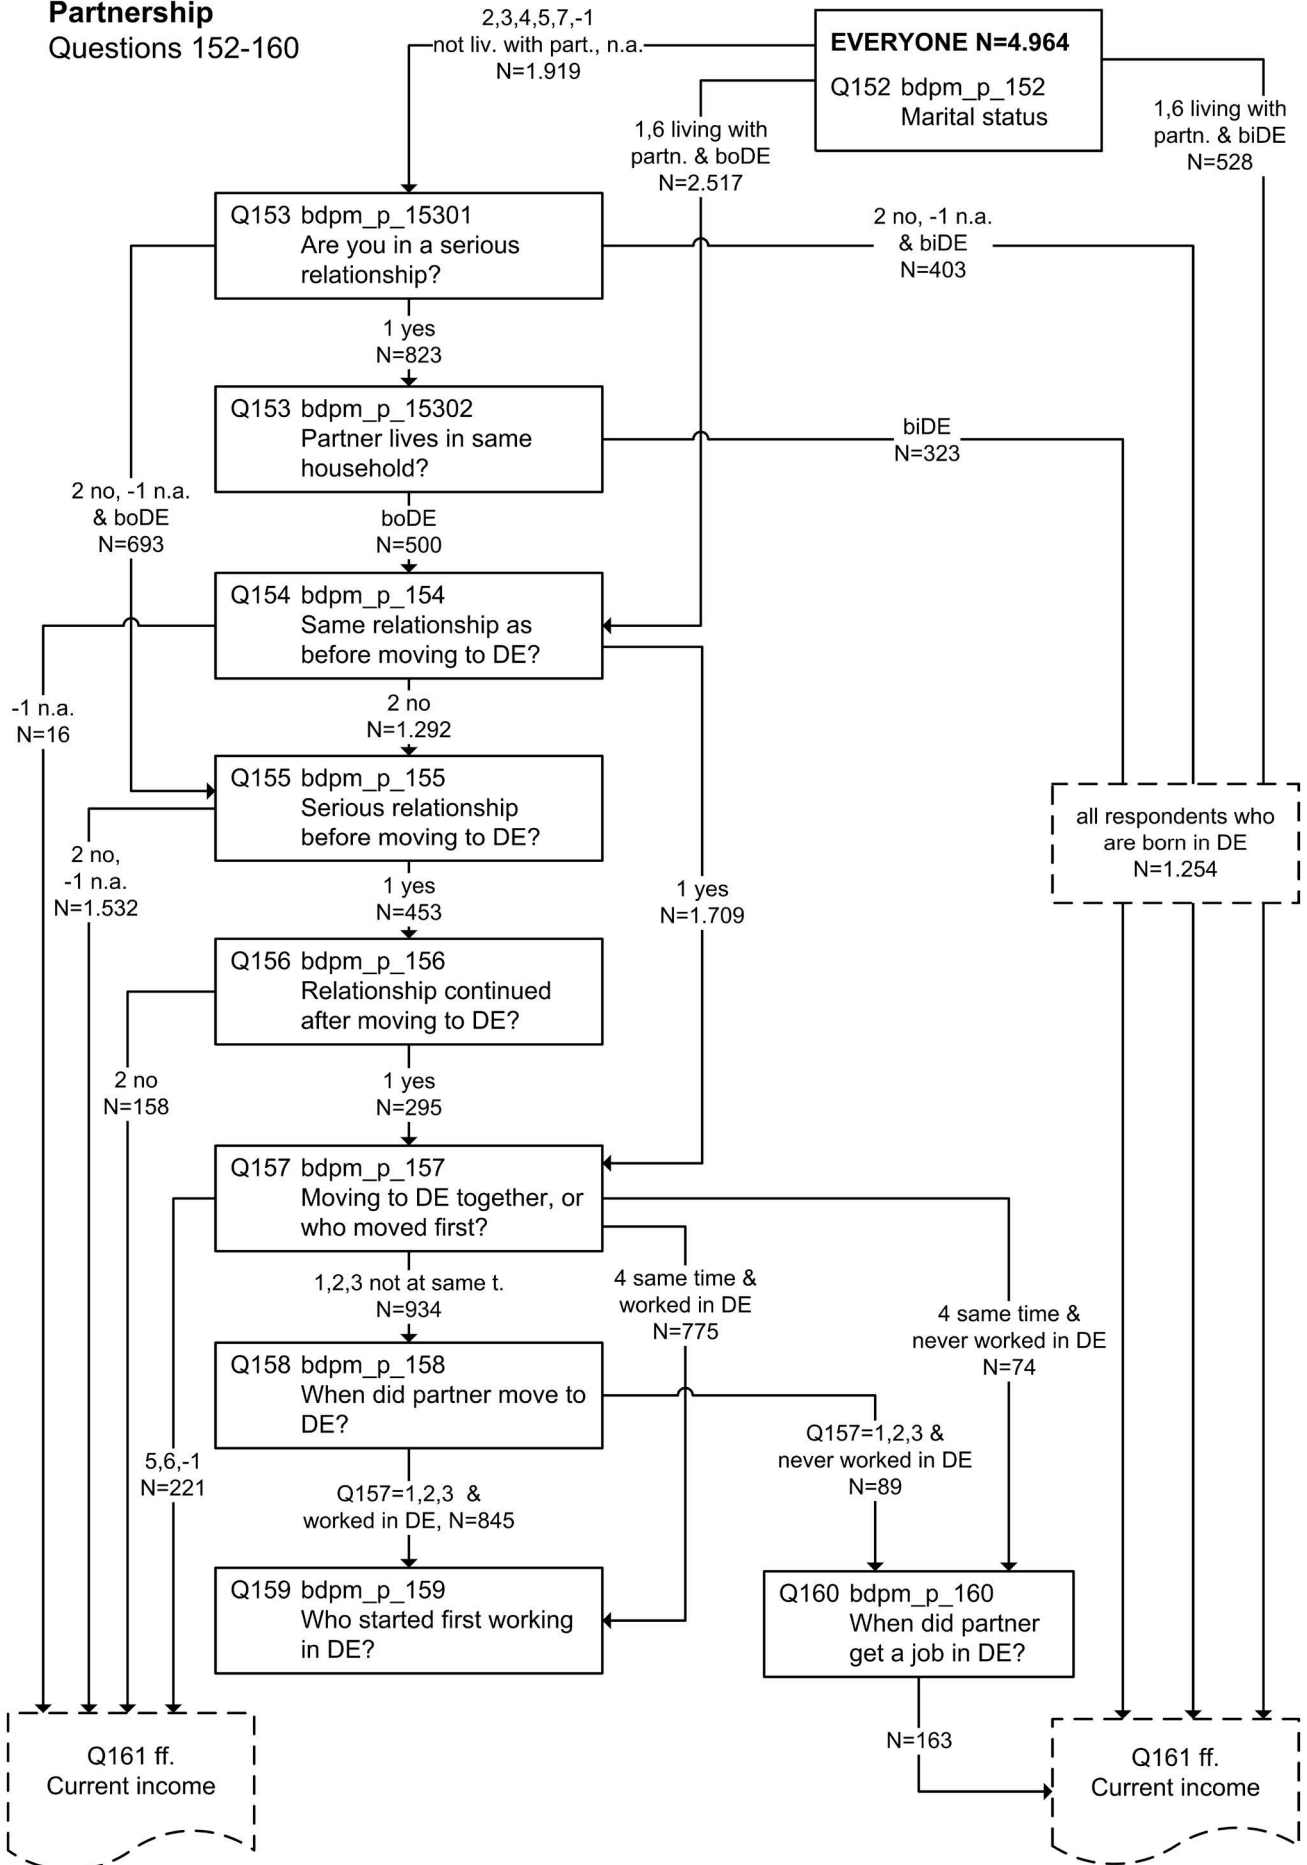 Partnership
Questions 152-160
2,3,4,5,7,-1
not liv. with part., n.a.
N=1.919
EVERYONE N=4.964
Q152 bdpm_p_152
Marital status
1,6 living with
partn. & boDE
N=2.517
1,6 living with
partn. & biDE
N=528
Q153 bdpm_p_15301
Are you in a serious
relationship?
2 no, -1 n.a.
& biDE
N=403
1 yes
N=823
Q153 bdpm_p_15302
Partner lives in same
household?
biDE
N=323
2 no, -1 n.a.
& boDE
N=693
boDE
N=500
Q154 bdpm_p_154
Same relationship as
before moving to DE?
-1 n.a.
N=16
2 no
N=1.292
Q155 bdpm_p_155
Serious relationship
before moving to DE?
all respondents who
are born in DE
N=1.254
2 no,
-1 n.a.
N=1.532
1 yes
N=453
1 yes
N=1.709
Q156 bdpm_p_156
Relationship continued
after moving to DE?
2 no
N=158
1 yes
N=295
Q157 bdpm_p_157
Moving to DE together, or
who moved first?
1,2,3 not at same t.
N=934
4 same time &
worked in DE
N=775
4 same time &
never worked in DE
N=74
Q158 bdpm_p_158
When did partner move to
DE?
5,6,-1
N=221
Q157=1,2,3 &
never worked in DE
N=89
Q157=1,2,3 &
worked in DE, N=845
Q159 bdpm_p_159
Who started first working
in DE?
Q160 bdpm_p_160
When did partner
get a job in DE?
N=163
Q161 ff.
Current income
Q161 ff.
Current income